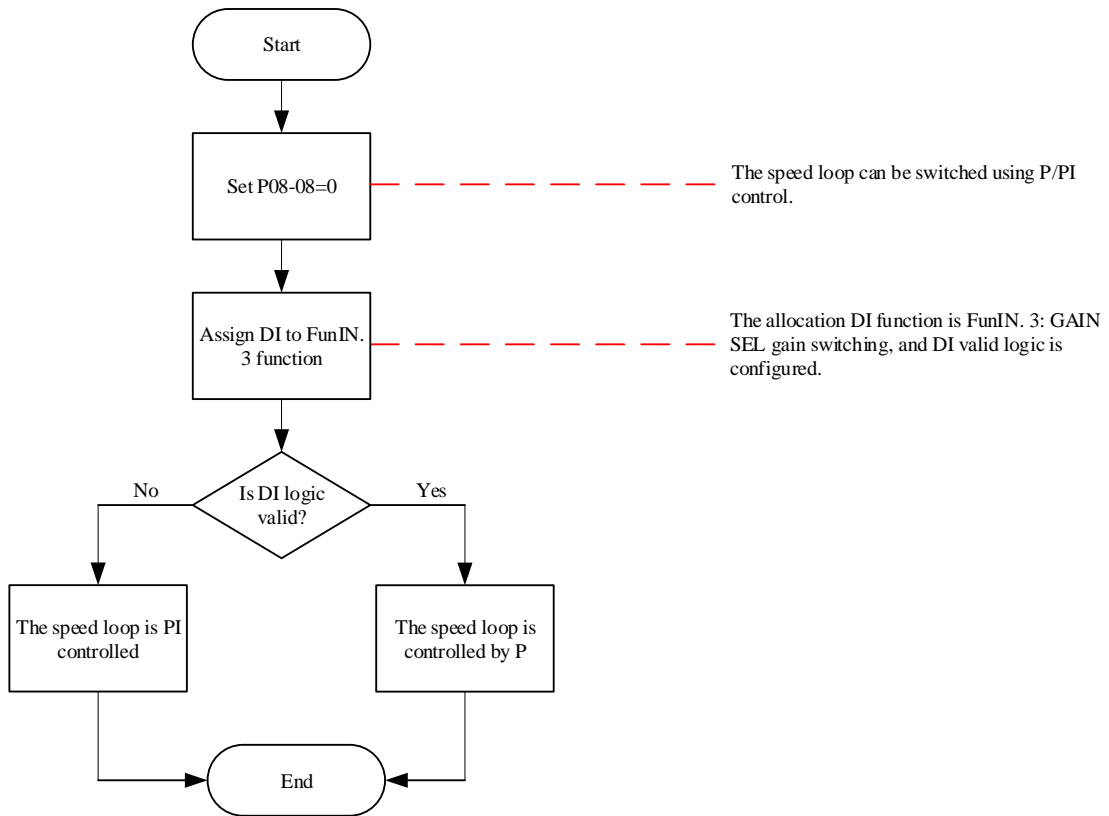 Start
Set P08-08=0
The speed loop can be switched using P/PI
control.
Assign DI to FunIN.
3 function
The allocation DI function is FunIN. 3: GAIN
SEL gain switching, and DI valid logic is
configured.
No
Is DI logic
valid?
Yes
The speed loop is PI
controlled
The speed loop is
controlled by P
End